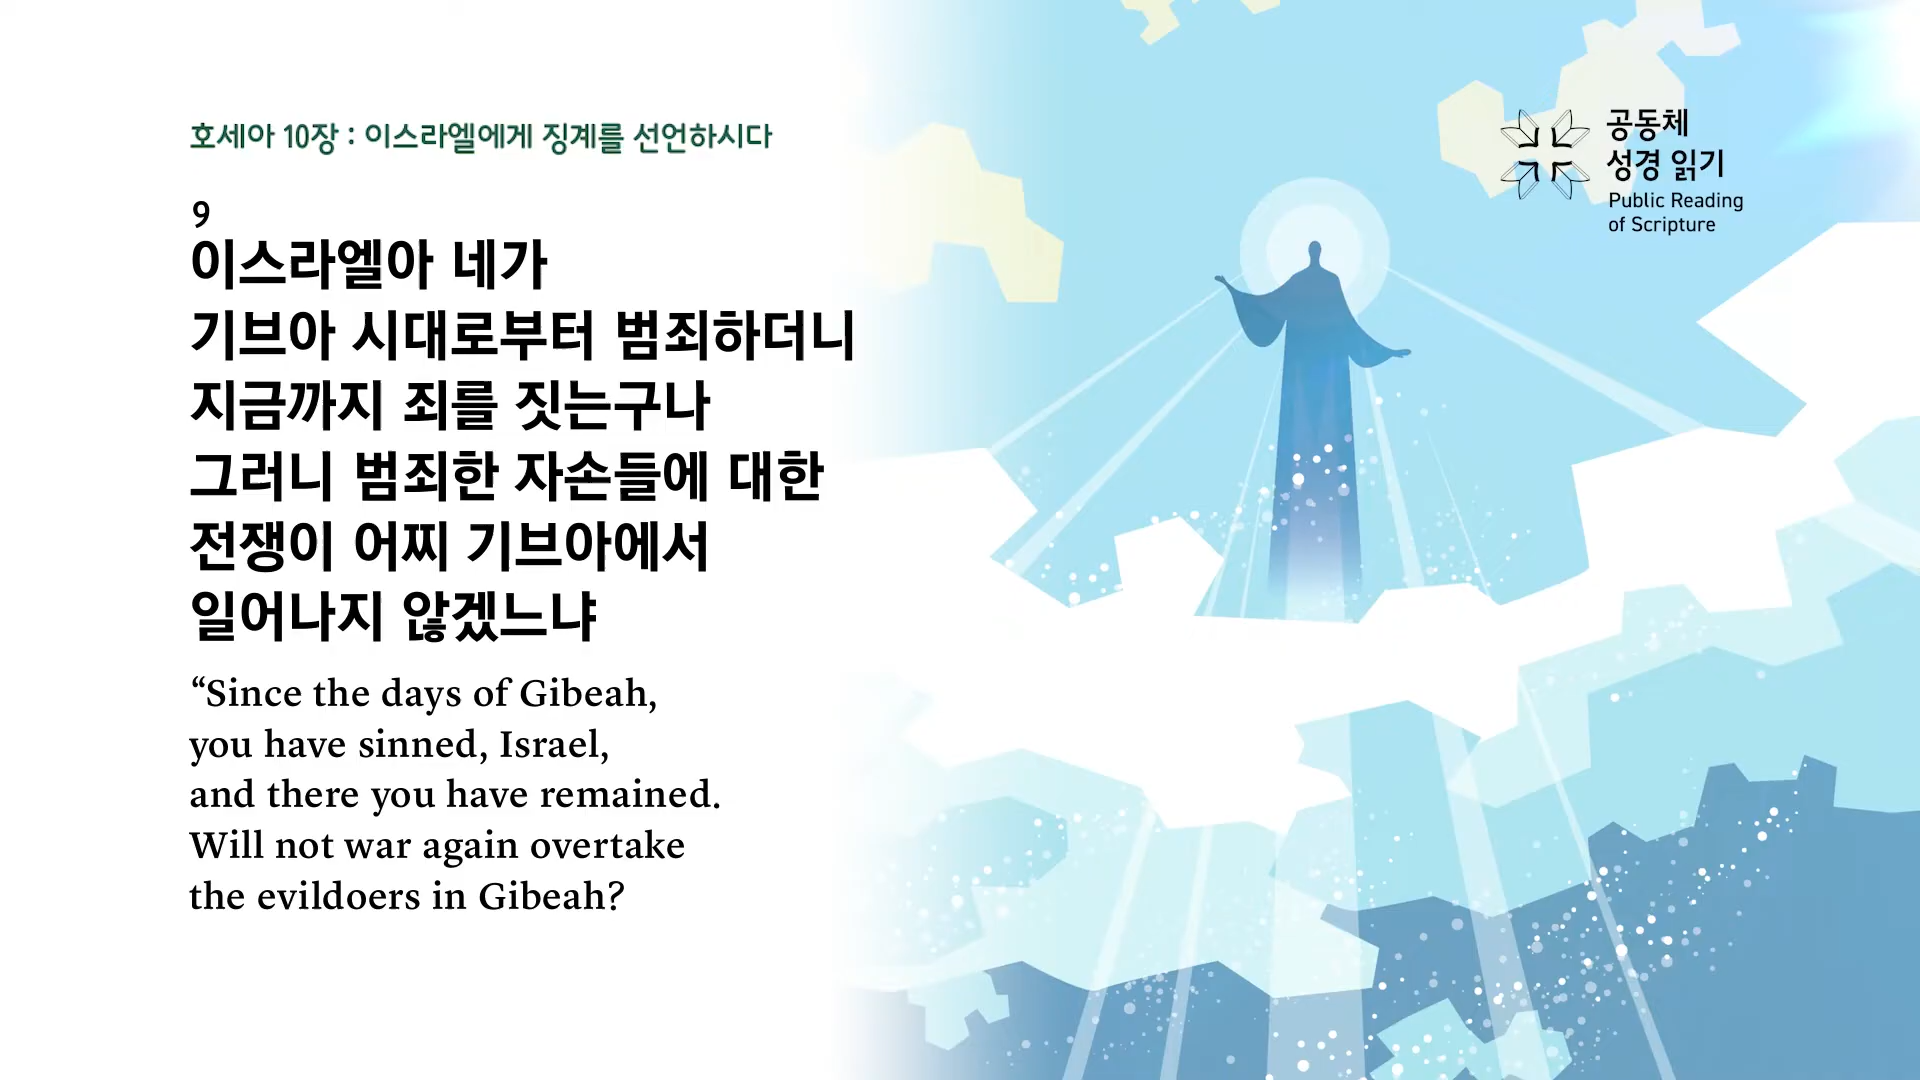 호세아 10장 : 이스라엘에게 징계를 선언하시다
9
이스라엘아 네가
기브아 시대로부터 범죄하더니
지금까지 죄를 짓는구나
그러니 범죄한 자손들에 대한
전쟁이 어찌 기브아에서
일어나지 않겠느냐
“Since the days of Gibeah,
you have sinned, Israel,
and there you have remained.
Will not war again overtake
the evildoers in Gibeah?
공동체
성경 읽기
Public Reading
of Scripture